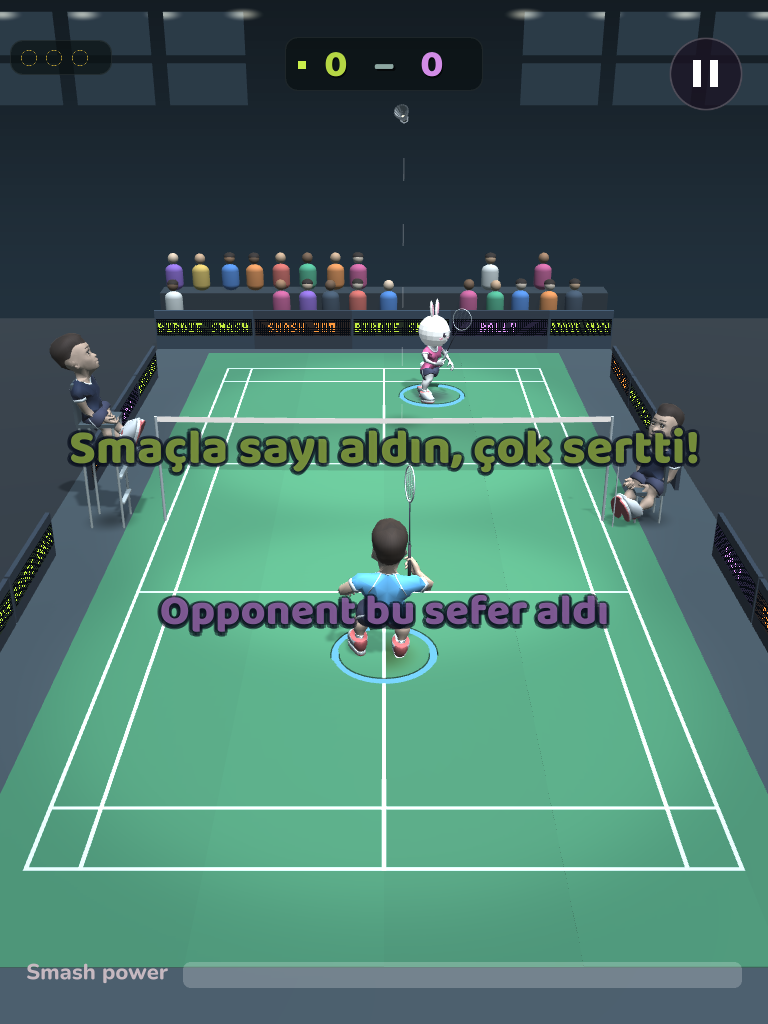 0 – 0
Smaçla sayı aldın, çok sertti!
Opponent bu sefer aldı
Smash power